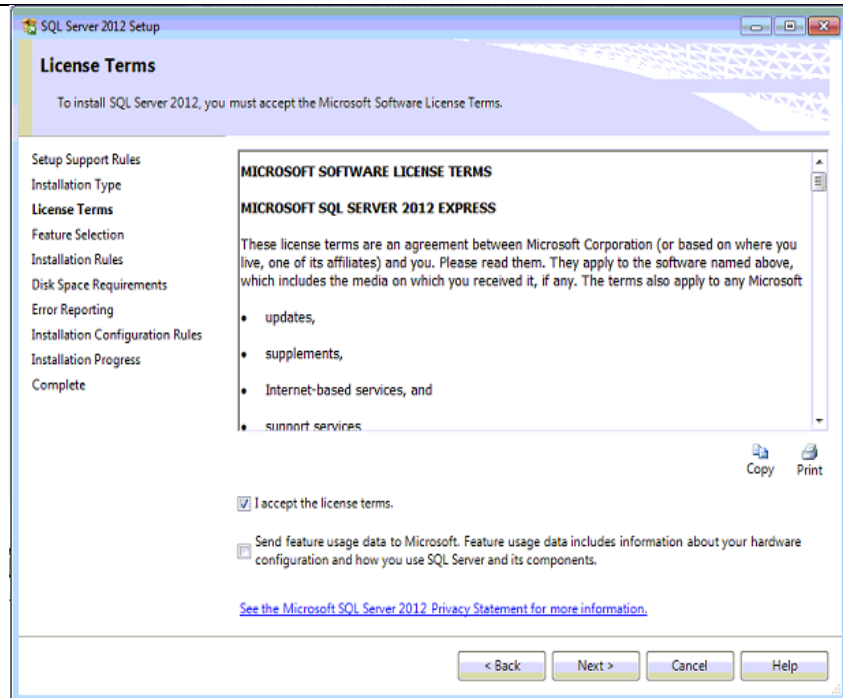 SQL Server 2012 Setup
License Terms
To install SQL Server 2012, you must accept the Microsoft Software License Terms.
Setup Support Rules
Installation Type
License Terms
Feature Selection
Installation Rules
Disk Space Requirements
Error Reporting
Installation Configuration Rules
Installation Progress
Complete
MICROSOFT SOFTWARE LICENSE TERMS
MICROSOFT SQL SERVER 2012 EXPRESS
These license terms are an agreement between Microsoft Corporation (or based on where you
live, one of its affiliates) and you. Please read them. They apply to the software named above,
which includes the media on which you received it, if any. The terms also apply to any Microsoft
• updates,
• supplements,
• Internet-based services, and
• support services
Copy Print
I accept the license terms.
Send feature usage data to Microsoft. Feature usage data includes information about your hardware
configuration and how you use SQL Server and its components.
See the Microsoft SQL Server 2012 Privacy Statement for more information.
< Back Next > Cancel Help